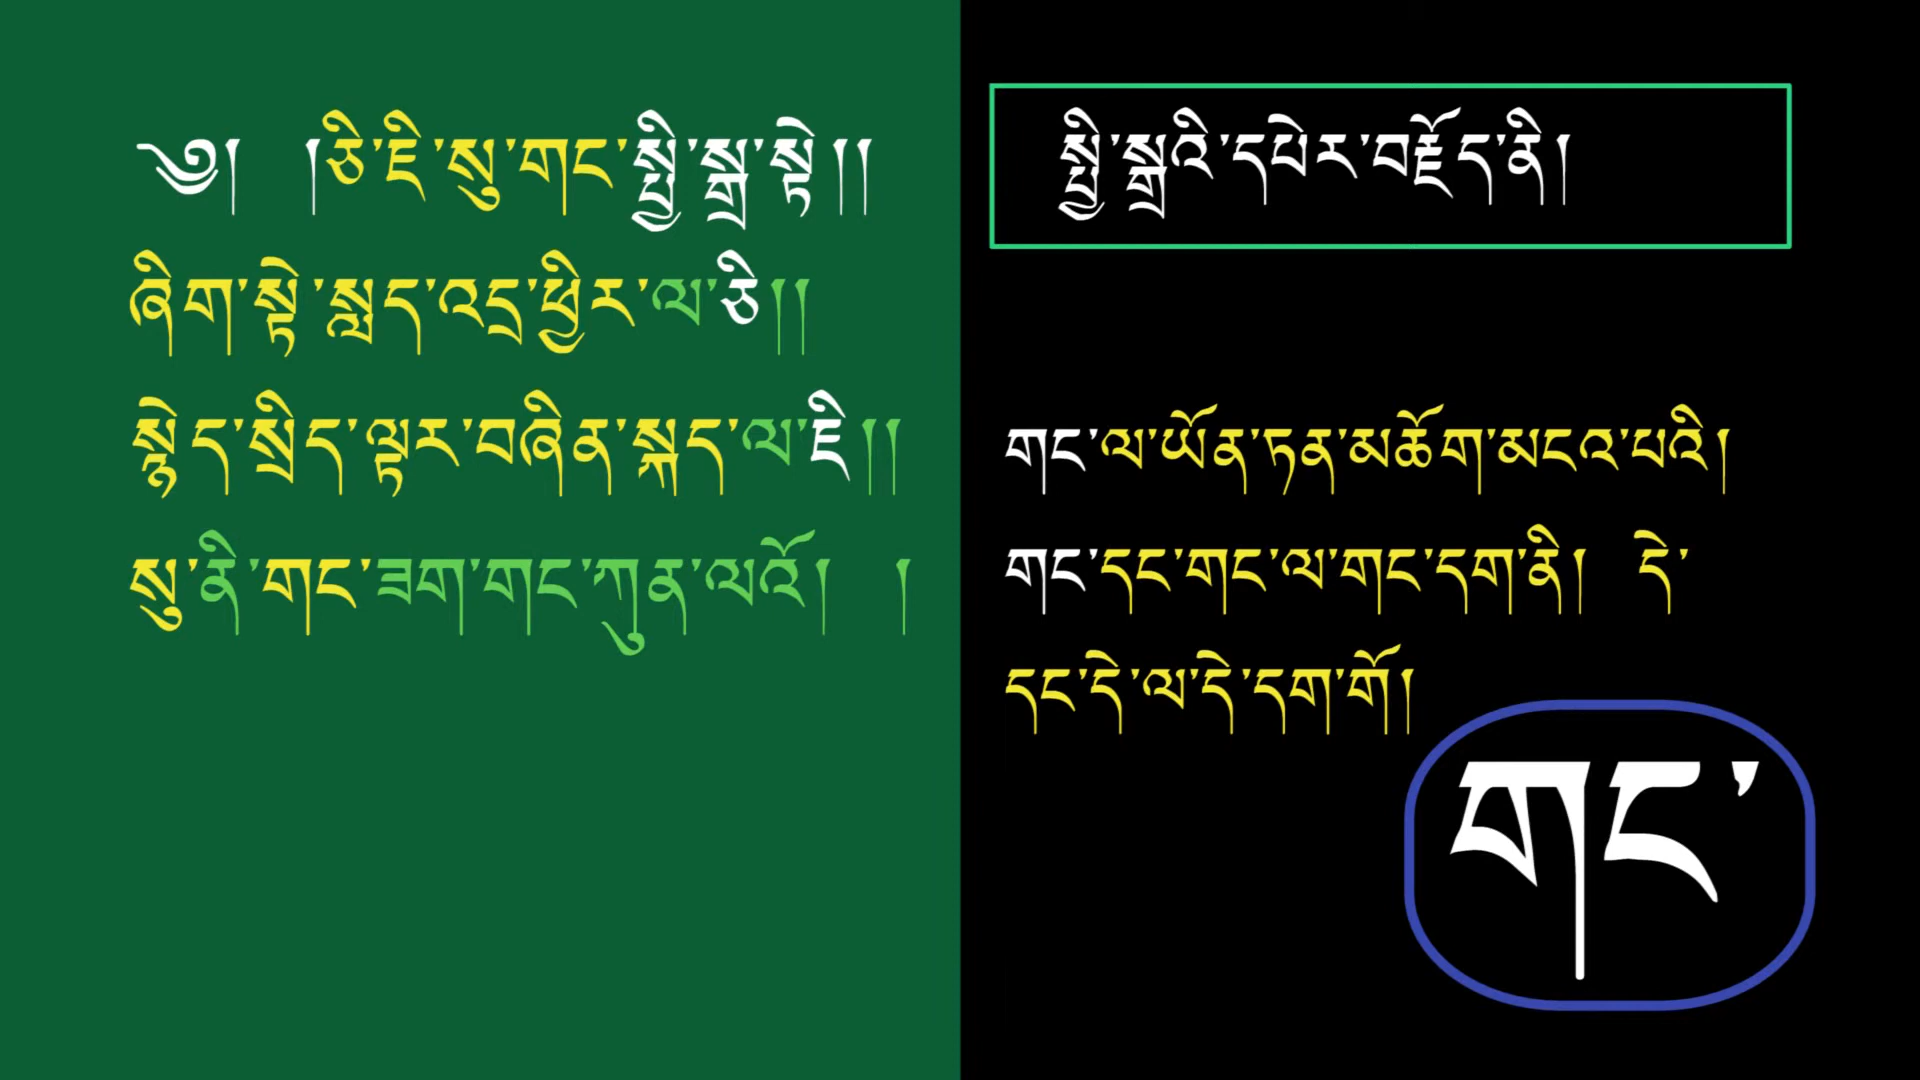 ༄། །ཅི་ཇི་སུ་གང་སྤྱི་སྒྲ་སྟེ།།
ཞིག་སྟེ་སླད་འདྲ་ཕྱིར་ལ་ཅི།།
སྙེད་སྲིད་ལྟར་བཞིན་སྐད་ལ་ཇི།།
སུ་ནི་གང་ཟག་གང་ཀུན་ལའོ། །
སྤྱི་སྒྲའི་དཔེར་བརྗོད་ནི།
གང་ལ་ཡོན་ཏན་མཆོག་མངའ་པའི།
གང་དང་གང་ལ་གང་དག་ནི། དེ་
དང་དེ་ལ་དེ་དག་གོ།
གང་